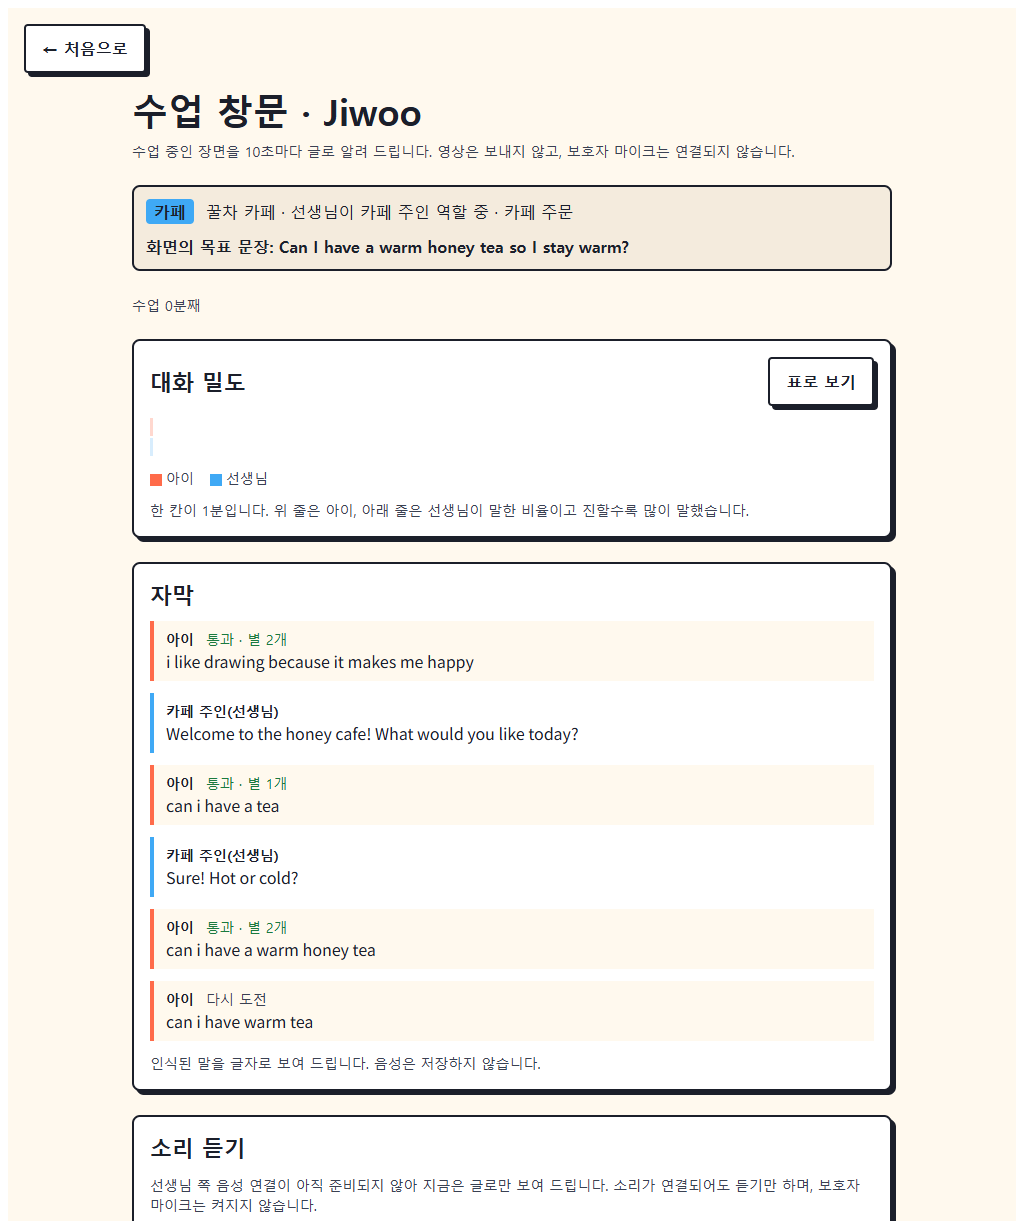 ← 처음으로
수업 창문 · Jiwoo
수업 중인 장면을 10초마다 글로 알려 드립니다. 영상은 보내지 않고, 보호자 마이크는 연결되지 않습니다.
카페 꿀차 카페 · 선생님이 카페 주인 역할 중 · 카페 주문
화면의 목표 문장: Can I have a warm honey tea so I stay warm?
수업 0분째
대화 밀도
표로 보기
아이 선생님
한 칸이 1분입니다. 위 줄은 아이, 아래 줄은 선생님이 말한 비율이고 진할수록 많이 말했습니다.
자막
아이 통과 · 별 2개
i like drawing because it makes me happy
카페 주인(선생님)
Welcome to the honey cafe! What would you like today?
아이 통과 · 별 1개
can i have a tea
카페 주인(선생님)
Sure! Hot or cold?
아이 통과 · 별 2개
can i have a warm honey tea
아이 다시 도전
can i have warm tea
인식된 말을 글자로 보여 드립니다. 음성은 저장하지 않습니다.
소리 듣기
선생님 쪽 음성 연결이 아직 준비되지 않아 지금은 글로만 보여 드립니다. 소리가 연결되어도 듣기만 하며, 보호자
마이크는 켜지지 않습니다.